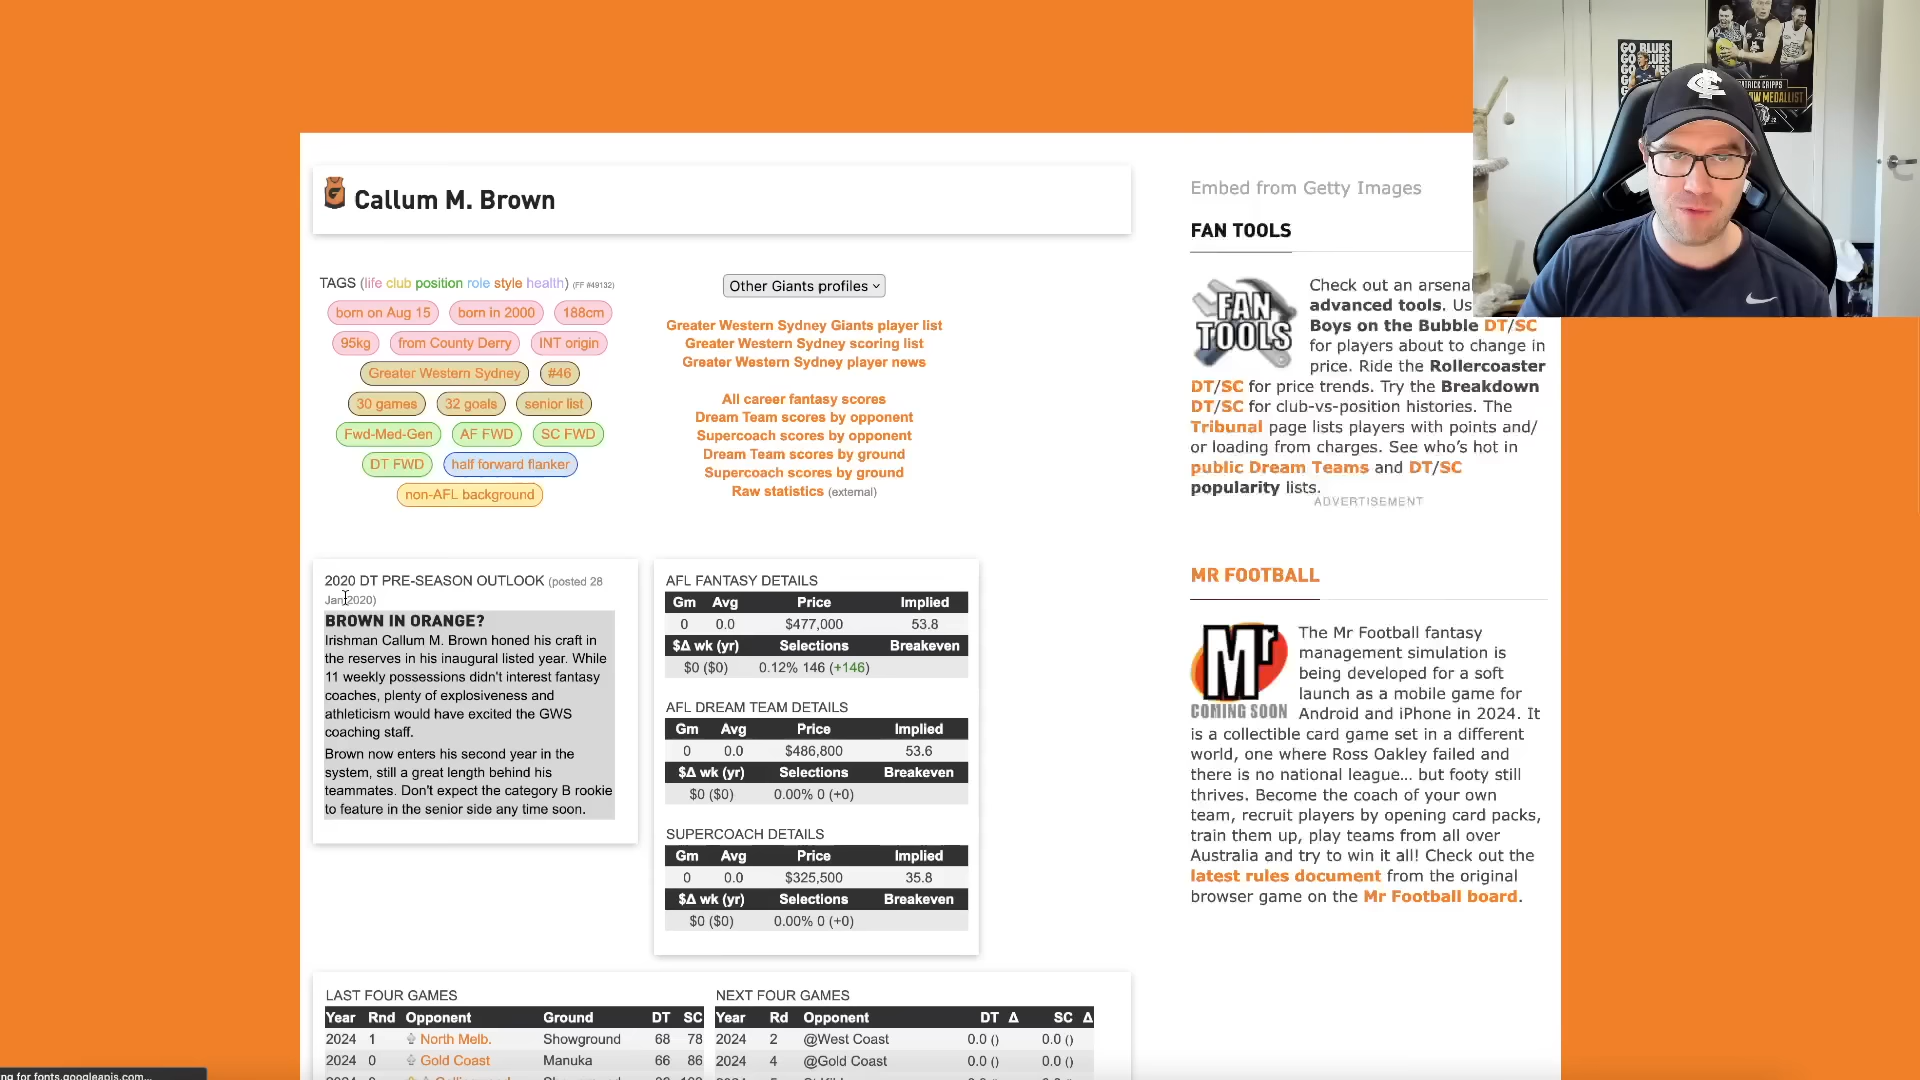 Callum M. Brown
TAGS (life club position role style health) (FF #49132)
born on Aug 15 born in 2000 188cm
95kg from County Derry INT origin
Greater Western Sydney #46
30 games 32 goals senior list
Fwd-Med-Gen AF FWD SC FWD
DT FWD half forward flanker
non-AFL background
Other Giants profiles
Greater Western Sydney Giants player list
Greater Western Sydney scoring list
Greater Western Sydney player news
All career fantasy scores
Dream Team scores by opponent
Supercoach scores by opponent
Dream Team scores by ground
Supercoach scores by ground
Raw statistics (external)
2020 DT PRE-SEASON OUTLOOK (posted 28
Jan 2020)
BROWN IN ORANGE?
Irishman Callum M. Brown honed his craft in
the reserves in his inaugural listed year. While
11 weekly possessions didn't interest fantasy
coaches, plenty of explosiveness and
athleticism would have excited the GWS
coaching staff.
Brown now enters his second year in the
system, still a great length behind his
teammates. Don't expect the category B rookie
to feature in the senior side any time soon.
AFL FANTASY DETAILS
Gm Avg Price Implied
0 0.0 $477,000 53.8
$Δ wk (yr) Selections Breakeven
$0 ($0) 0.12% 146 (+146)
AFL DREAM TEAM DETAILS
Gm Avg Price Implied
0 0.0 $486,800 53.6
$Δ wk (yr) Selections Breakeven
$0 ($0) 0.00% 0 (+0)
SUPERCOACH DETAILS
Gm Avg Price Implied
0 0.0 $325,500 35.8
$Δ wk (yr) Selections Breakeven
$0 ($0) 0.00% 0 (+0)
LAST FOUR GAMES
Year Rnd Opponent Ground DT SC
2024 1 North Melb. Showground 68 78
2024 0 Gold Coast Manuka 66 86
NEXT FOUR GAMES
Year Rd Opponent DT Δ SC Δ
2024 2 @West Coast 0.0 () 0.0 ()
2024 4 @Gold Coast 0.0 () 0.0 ()
Embed from Getty Images
FAN TOOLS
FAN
TOOLS
Check out an arsenal
advanced tools. Us
Boys on the Bubble DT/SC
for players about to change in
price. Ride the Rollercoaster
DT/SC for price trends. Try the Breakdown
DT/SC for club-vs-position histories. The
Tribunal page lists players with points and/
or loading from charges. See who's hot in
public Dream Teams and DT/SC
popularity lists.
ADVERTISEMENT
MR FOOTBALL
Mr
COMING SOON
The Mr Football fantasy
management simulation is
being developed for a soft
launch as a mobile game for
Android and iPhone in 2024. It
is a collectible card game set in a different
world, one where Ross Oakley failed and
there is no national league... but footy still
thrives. Become the coach of your own
team, recruit players by opening card packs,
train them up, play teams from all over
Australia and try to win it all! Check out the
latest rules document from the original
browser game on the Mr Football board.
GO BLUES
GO BLUES
PATRICK CRIPPS
MEDALLIST
ng for fonts.googleapis.com...